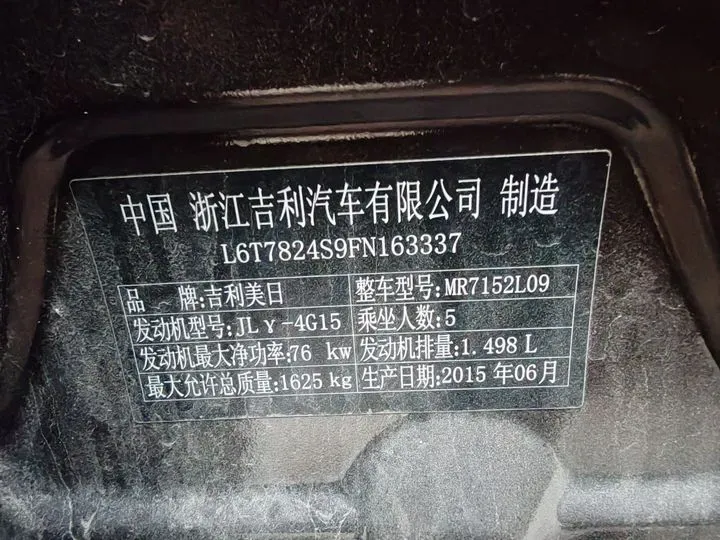 中国 浙江吉利汽车有限公司 制造
L6T7824S9FN163337
品 牌:吉利美日 整车型号:MR7152L09
发动机型号:JLγ-4G15 乘坐人数:5
发动机最大净功率:76 kw 发动机排量:1.498 L
最大允许总质量:1625 kg 生产日期:2015 年06月